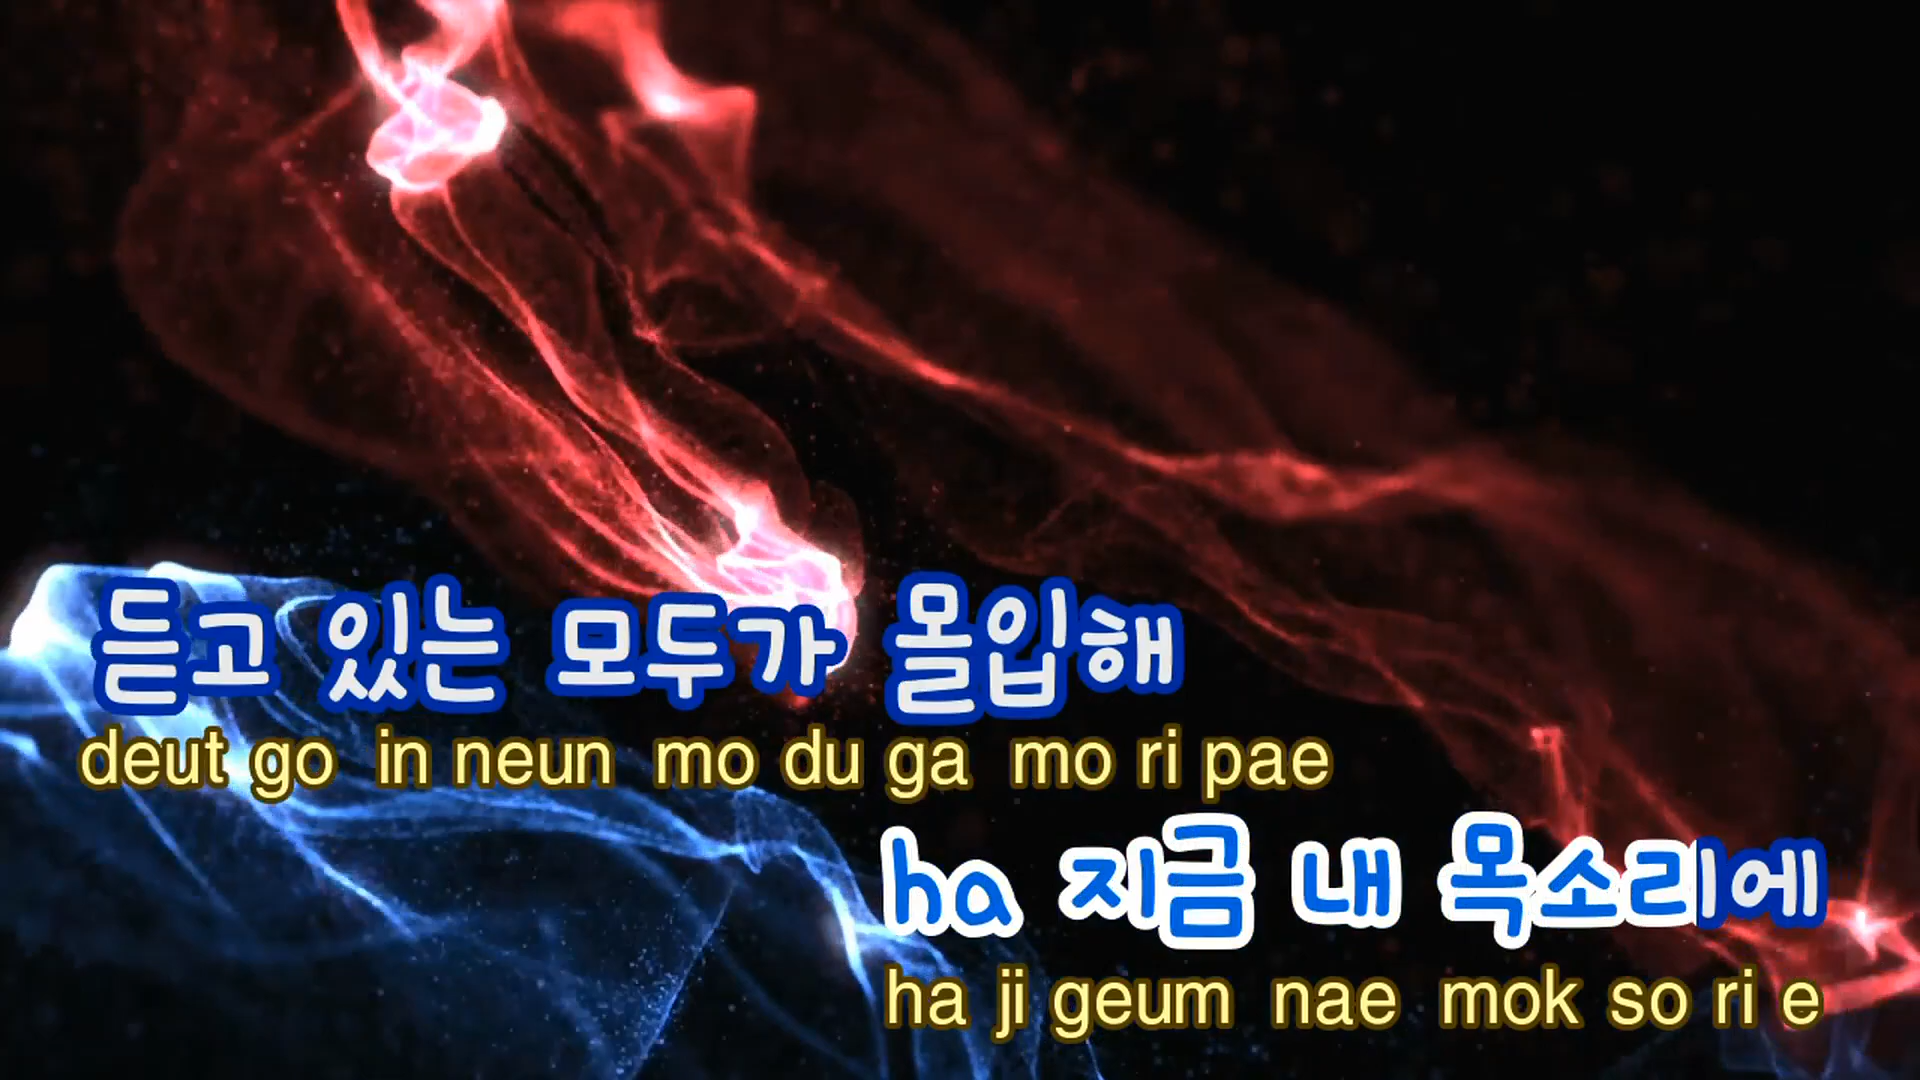 듣고 있는 모두가 몰입해
deut go in neun mo du ga mo ri pae
ha 지금 내 목소리에
ha ji geum nae mok so ri e